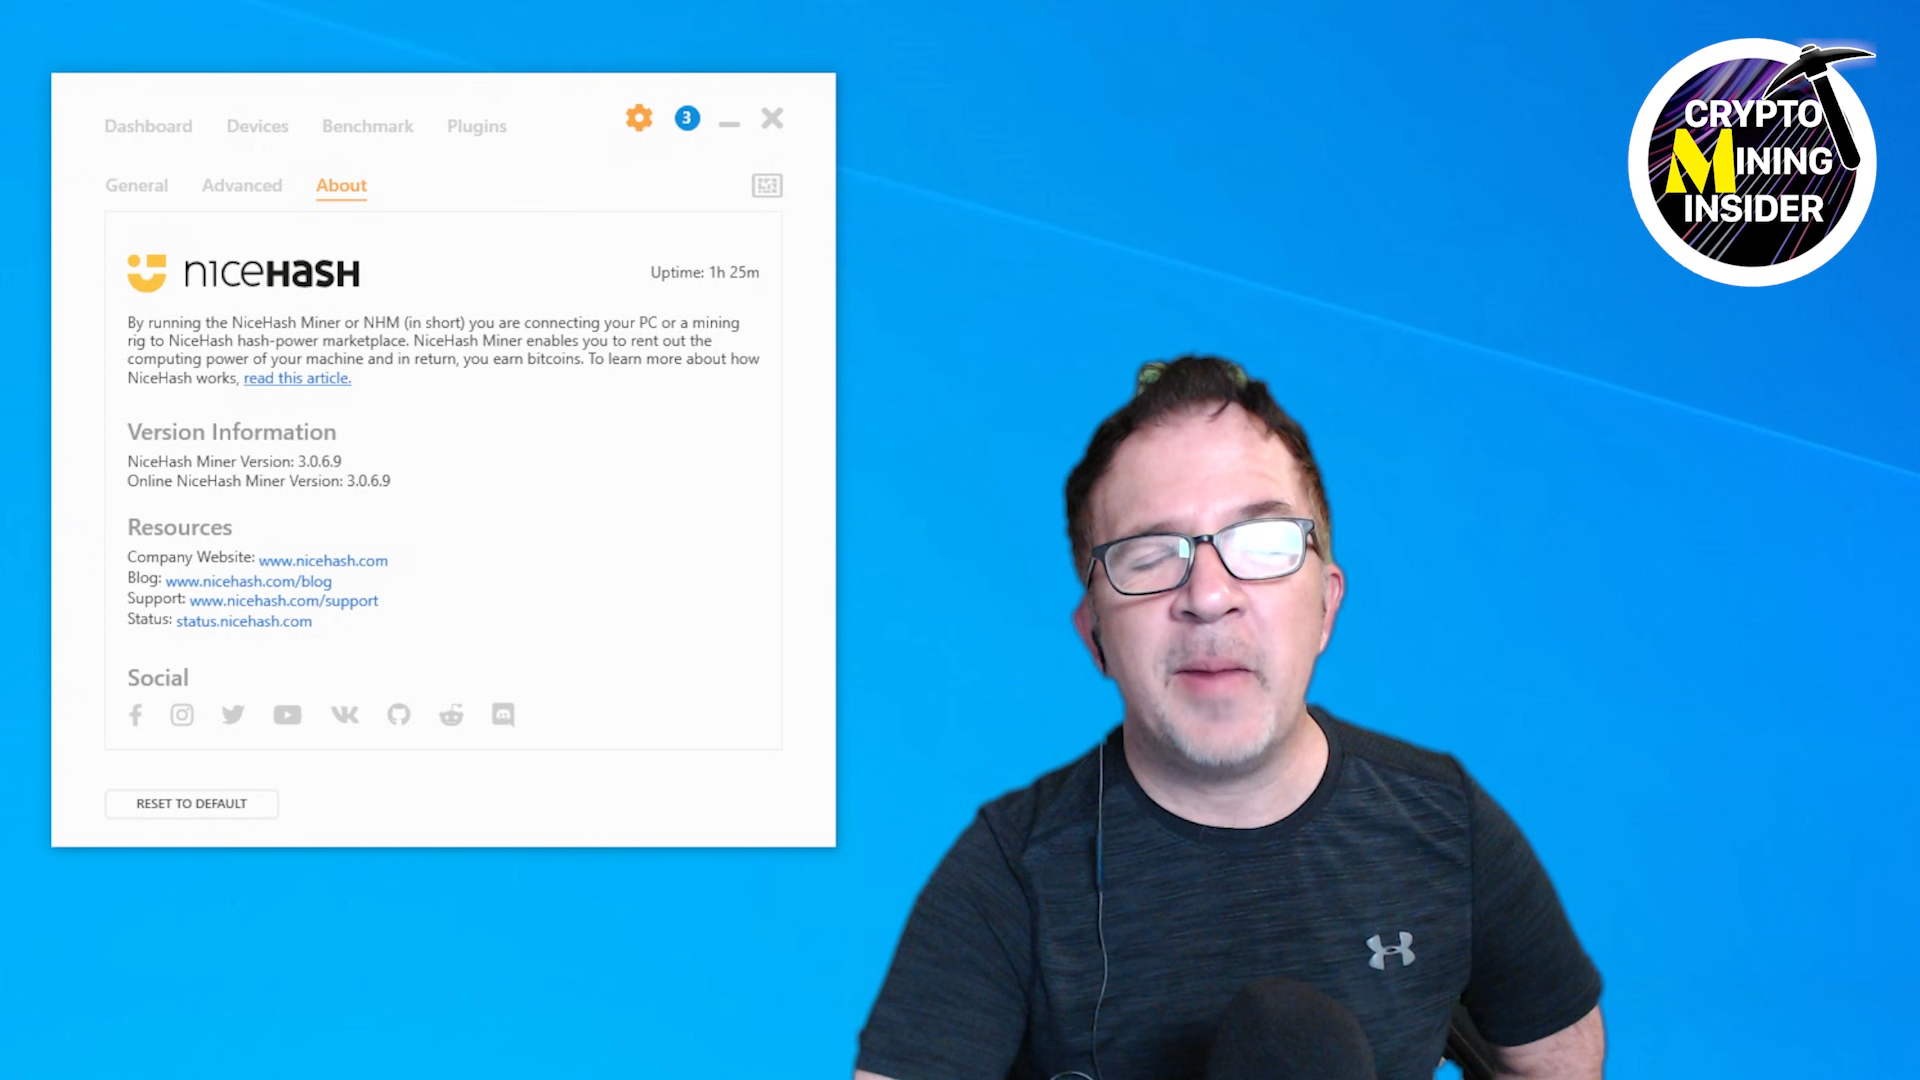 Dashboard Devices Benchmark Plugins
3
General Advanced About
nicehash
Uptime: 1h 25m
By running the NiceHash Miner or NHM (in short) you are connecting your PC or a mining
rig to NiceHash hash-power marketplace. NiceHash Miner enables you to rent out the
computing power of your machine and in return, you earn bitcoins. To learn more about how
NiceHash works, read this article.
Version Information
NiceHash Miner Version: 3.0.6.9
Online NiceHash Miner Version: 3.0.6.9
Resources
Company Website: www.nicehash.com
Blog: www.nicehash.com/blog
Support: www.nicehash.com/support
Status: status.nicehash.com
Social
RESET TO DEFAULT
CRYPTO
MINING
INSIDER